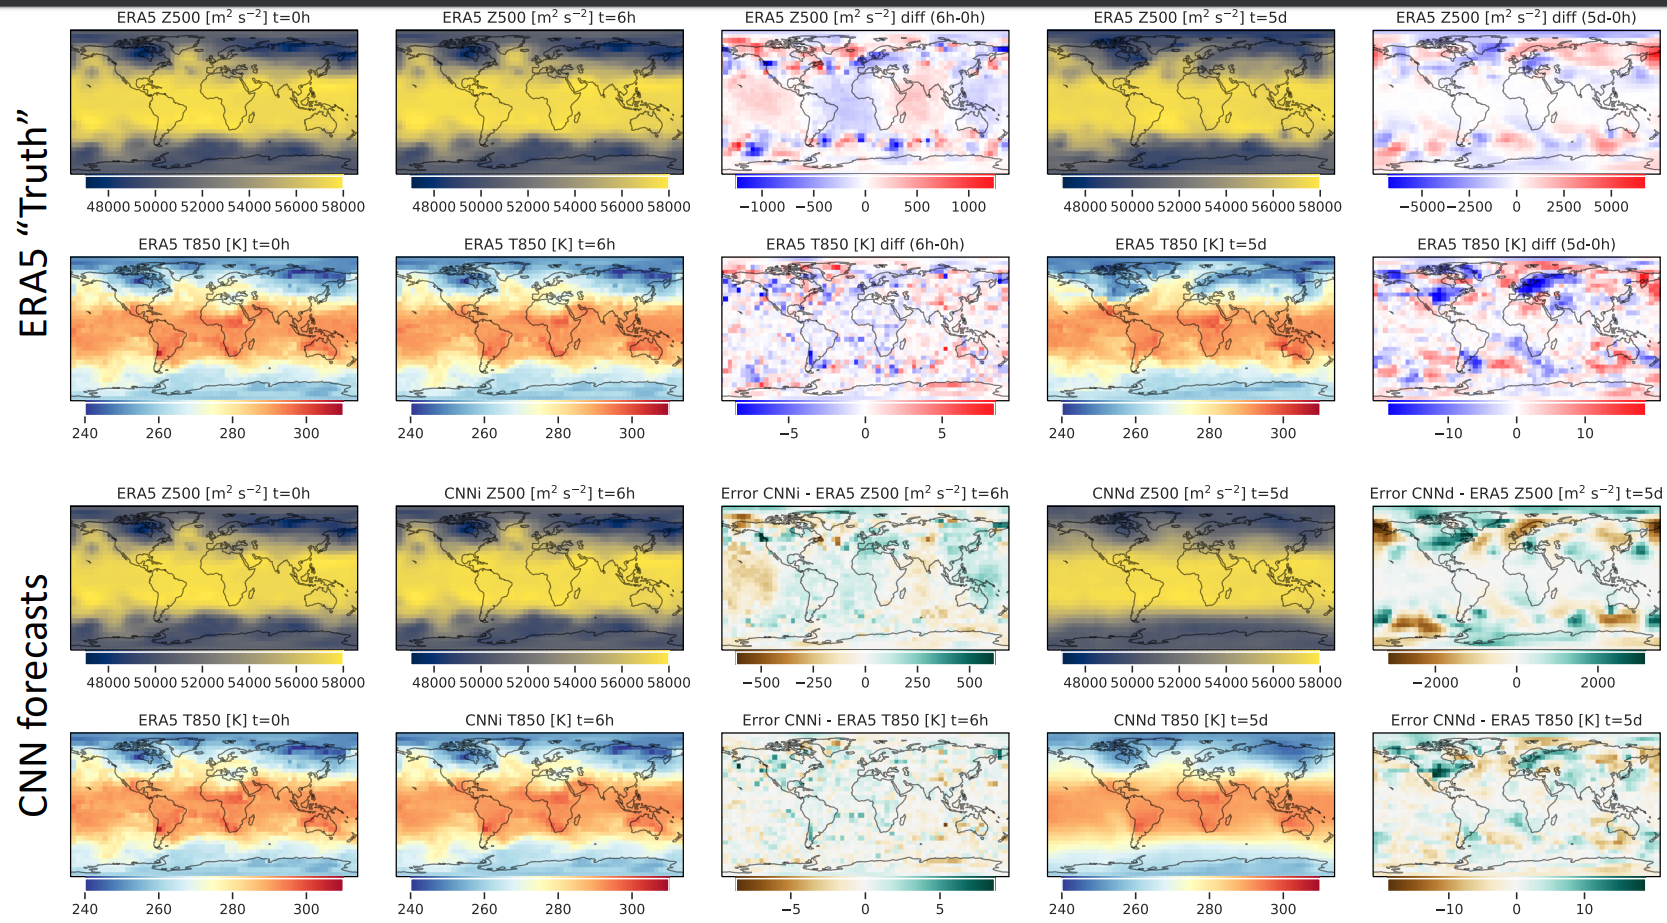 ERA5 “Truth”
ERA5 Z500 [m² s⁻²] t=0h
48000 50000 52000 54000 56000 58000
ERA5 Z500 [m² s⁻²] t=6h
48000 50000 52000 54000 56000 58000
ERA5 Z500 [m² s⁻²] diff (6h-0h)
−1000 −500 0 500 1000
ERA5 Z500 [m² s⁻²] t=5d
48000 50000 52000 54000 56000 58000
ERA5 Z500 [m² s⁻²] diff (5d-0h)
−5000 −2500 0 2500 5000
ERA5 T850 [K] t=0h
240 260 280 300
ERA5 T850 [K] t=6h
240 260 280 300
ERA5 T850 [K] diff (6h-0h)
−5 0 5
ERA5 T850 [K] t=5d
240 260 280 300
ERA5 T850 [K] diff (5d-0h)
−10 0 10
CNN forecasts
ERA5 Z500 [m² s⁻²] t=0h
48000 50000 52000 54000 56000 58000
CNNi Z500 [m² s⁻²] t=6h
48000 50000 52000 54000 56000 58000
Error CNNi - ERA5 Z500 [m² s⁻²] t=6h
−500 −250 0 250 500
CNNd Z500 [m² s⁻²] t=5d
48000 50000 52000 54000 56000 58000
Error CNNd - ERA5 Z500 [m² s⁻²] t=5d
−2000 0 2000
ERA5 T850 [K] t=0h
240 260 280 300
CNNi T850 [K] t=6h
240 260 280 300
Error CNNi - ERA5 T850 [K] t=6h
−5 0 5
CNNd T850 [K] t=5d
240 260 280 300
Error CNNd - ERA5 T850 [K] t=5d
−10 0 10